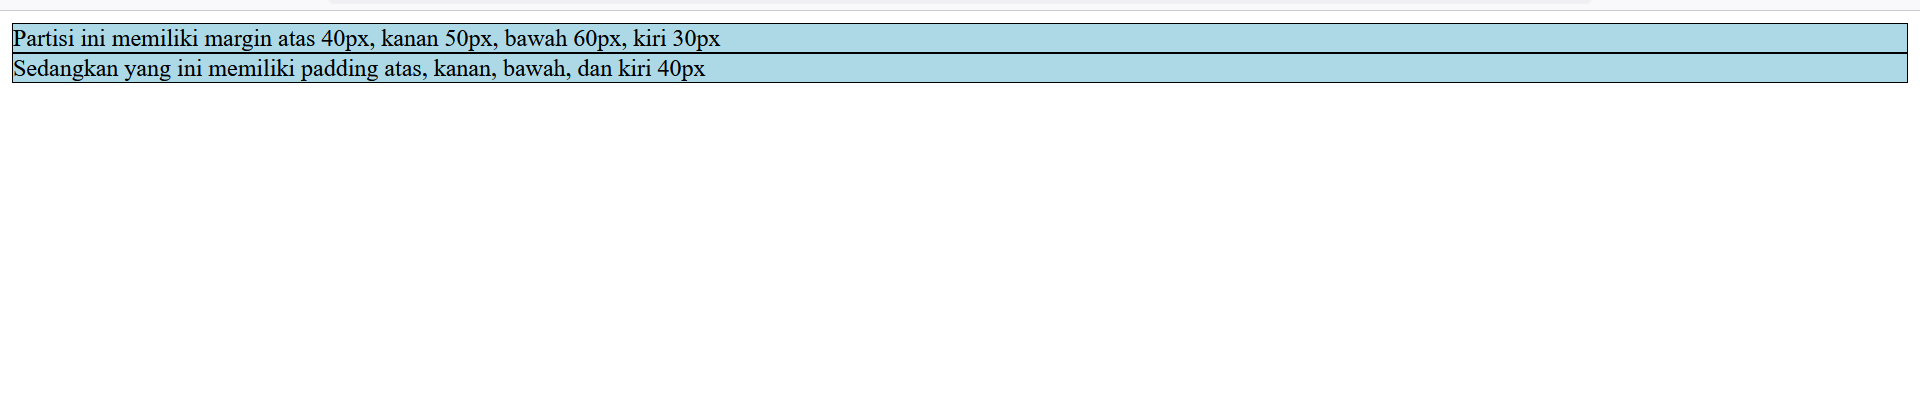 Partisi ini memiliki margin atas 40px, kanan 50px, bawah 60px, kiri 30px
Sedangkan yang ini memiliki padding atas, kanan, bawah, dan kiri 40px